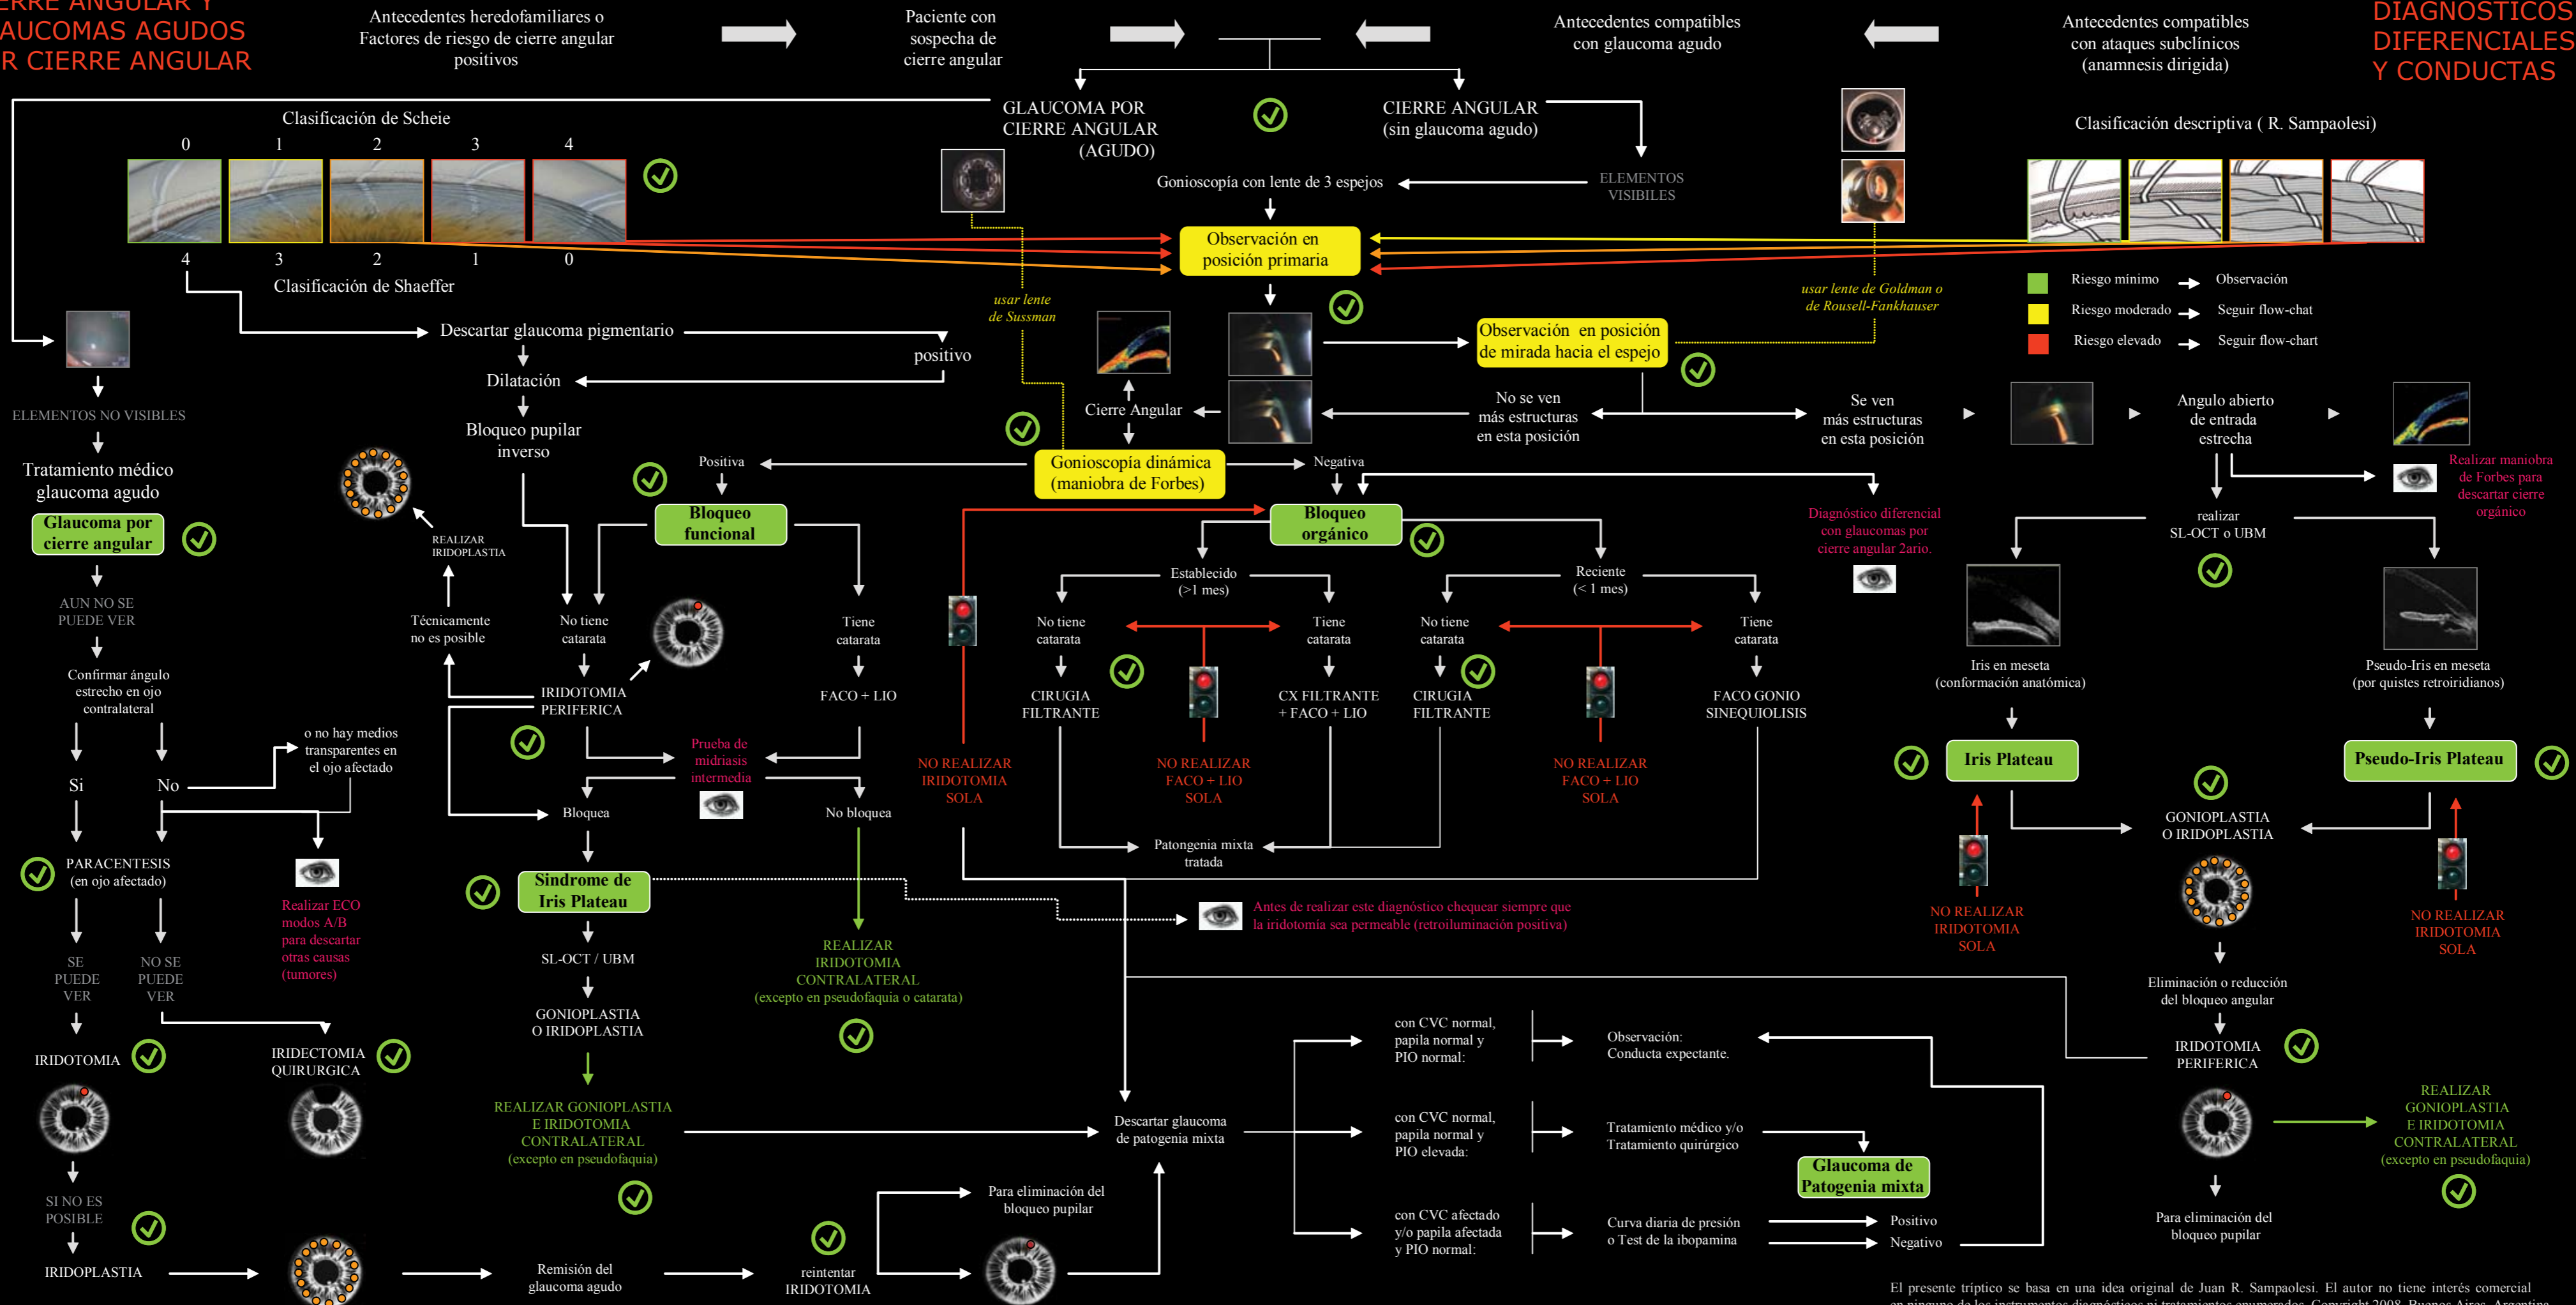 ERRE ANGULAR Y
AUCOMAS AGUDOS
R CIERRE ANGULAR
Antecedentes heredofamiliares o
Factores de riesgo de cierre angular
positivos
Paciente con
sospecha de
cierre angular
Antecedentes compatibles
con glaucoma agudo
Antecedentes compatibles
con ataques subclínicos
(anamnesis dirigida)
DIAGNOSTICOS
DIFERENCIALES
Y CONDUCTAS
GLAUCOMA POR
CIERRE ANGULAR
(AGUDO)
CIERRE ANGULAR
(sin glaucoma agudo)
Clasificación de Scheie
0 1 2 3 4
4 3 2 1 0
Clasificación de Shaeffer
Clasificación descriptiva ( R. Sampaolesi)
Gonioscopía con lente de 3 espejos
ELEMENTOS
VISIBILES
Observación en
posición primaria
usar lente
de Sussman
usar lente de Goldman o
de Rousell-Fankhauser
Riesgo mínimo
Observación
Riesgo moderado
Seguir flow-chat
Riesgo elevado
Seguir flow-chart
Descartar glaucoma pigmentario
positivo
Dilatación
Bloqueo pupilar
inverso
Observación en posición
de mirada hacia el espejo
Cierre Angular
No se ven
más estructuras
en esta posición
Se ven
más estructuras
en esta posición
Angulo abierto
de entrada
estrecha
Realizar maniobra
de Forbes para
descartar cierre
orgánico
ELEMENTOS NO VISIBLES
Tratamiento médico
glaucoma agudo
Glaucoma por
cierre angular
AUN NO SE
PUEDE VER
Confirmar ángulo
estrecho en ojo
contralateral
Si
No
o no hay medios
transparentes en
el ojo afectado
PARACENTESIS
(en ojo afectado)
Realizar ECO
modos A/B
para descartar
otras causas
(tumores)
SE
PUEDE
VER
NO SE
PUEDE
VER
IRIDOTOMIA
IRIDECTOMIA
QUIRURGICA
SI NO ES
POSIBLE
IRIDOPLASTIA
Remisión del
glaucoma agudo
reintentar
IRIDOTOMIA
Para eliminación del
bloqueo pupilar
Positiva
Gonioscopía dinámica
(maniobra de Forbes)
Negativa
Bloqueo
funcional
REALIZAR
IRIDOPLASTIA
Técnicamente
no es posible
No tiene
catarata
Tiene
catarata
IRIDOTOMIA
PERIFERICA
FACO + LIO
Prueba de
midriasis
intermedia
Bloquea
No bloquea
Sindrome de
Iris Plateau
SL-OCT / UBM
GONIOPLASTIA
O IRIDOPLASTIA
REALIZAR GONIOPLASTIA
E IRIDOTOMIA
CONTRALATERAL
(excepto en pseudofaquia)
REALIZAR
IRIDOTOMIA
CONTRALATERAL
(excepto en pseudofaquia o catarata)
Antes de realizar este diagnóstico chequear siempre que
la iridotomia sea permeable (retroiluminación positiva)
Bloqueo
orgánico
Diagnóstico diferencial
con glaucomas por
cierre angular 2ario.
Establecido
(>1 mes)
Reciente
(< 1 mes)
No tiene
catarata
Tiene
catarata
No tiene
catarata
Tiene
catarata
CIRUGIA
FILTRANTE
CX FILTRANTE
+ FACO + LIO
CIRUGIA
FILTRANTE
FACO GONIO
SINEQUIOLISIS
NO REALIZAR
IRIDOTOMIA
SOLA
NO REALIZAR
FACO + LIO
SOLA
NO REALIZAR
FACO + LIO
SOLA
Patongenia mixta
tratada
realizar
SL-OCT o UBM
Iris en meseta
(conformación anatómica)
Pseudo-Iris en meseta
(por quistes retroiridianos)
Iris Plateau
Pseudo-Iris Plateau
GONIOPLASTIA
O IRIDOPLASTIA
NO REALIZAR
IRIDOTOMIA
SOLA
NO REALIZAR
IRIDOTOMIA
SOLA
Eliminación o reducción
del bloqueo angular
IRIDOTOMIA
PERIFERICA
REALIZAR
GONIOPLASTIA
E IRIDOTOMIA
CONTRALATERAL
(excepto en pseudofaquia)
Para eliminación del
bloqueo pupilar
Descartar glaucoma
de patogenia mixta
con CVC normal,
papila normal y
PIO normal:
Observación:
Conducta expectante.
con CVC normal,
papila normal y
PIO elevada:
Tratamiento médico y/o
Tratamiento quirúrgico
Glaucoma de
Patogenia mixta
con CVC afectado
y/o papila afectada
y PIO normal:
Curva diaria de presión
o Test de la ibopamina
Positivo
Negativo
El presente tríptico se basa en una idea original de Juan R. Sampaolesi. El autor no tiene interés comercial
en ninguno de los instrumentos diagnósticos ni tratamientos enumerados. Copyright 2008. Buenos Aires, Argentina